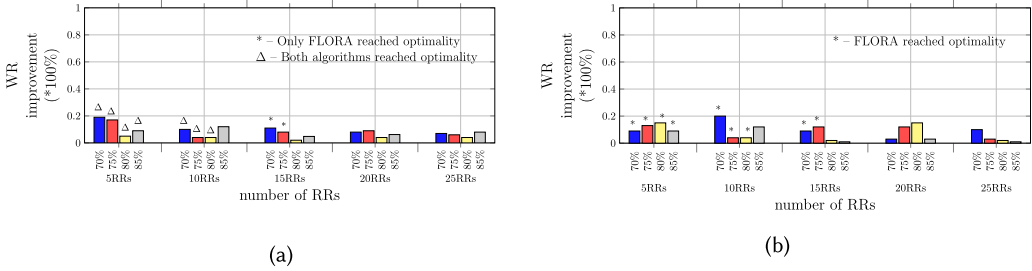 1
0.8
0.6
0.4
0.2
0
WR
improvement
(*100%)
* – Only FLORA reached optimality
Δ – Both algorithms reached optimality
Δ Δ Δ Δ Δ Δ Δ * *
70% 75% 80% 85% 70% 75% 80% 85% 70% 75% 80% 85% 70% 75% 80% 85% 70% 75% 80% 85%
5RRs 10RRs 15RRs 20RRs 25RRs
number of RRs
(a)
1
0.8
0.6
0.4
0.2
0
WR
improvement
(*100%)
* – FLORA reached optimality
* * * * * * * * *
70% 75% 80% 85% 70% 75% 80% 85% 70% 75% 80% 85% 70% 75% 80% 85% 70% 75% 80% 85%
5RRs 10RRs 15RRs 20RRs 25RRs
number of RRs
(b)